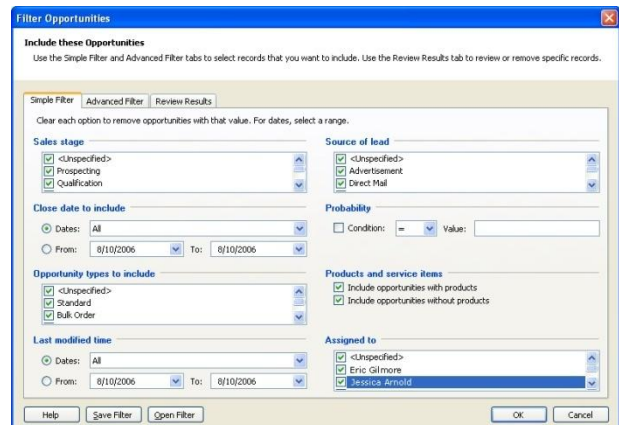 Filter Opportunities
Include these Opportunities
Use the Simple Filter and Advanced Filter tabs to select records that you want to include. Use the Review Results tab to review or remove specific records.
Simple Filter Advanced Filter Review Results
Clear each option to remove opportunities with that value. For dates, select a range.
Sales stage
<Unspecified>
Prospecting
Qualification
Source of lead
<Unspecified>
Advertisement
Direct Mail
Close date to include
Dates: All
From: 8/10/2006 To: 8/10/2006
Probability
Condition: = Value:
Opportunity types to include
<Unspecified>
Standard
Bulk Order
Products and service items
Include opportunities with products
Include opportunities without products
Last modified time
Dates: All
From: 8/10/2006 To: 8/10/2006
Assigned to
<Unspecified>
Eric Gilmore
Jessica Arnold
Help Save Filter Open Filter OK Cancel